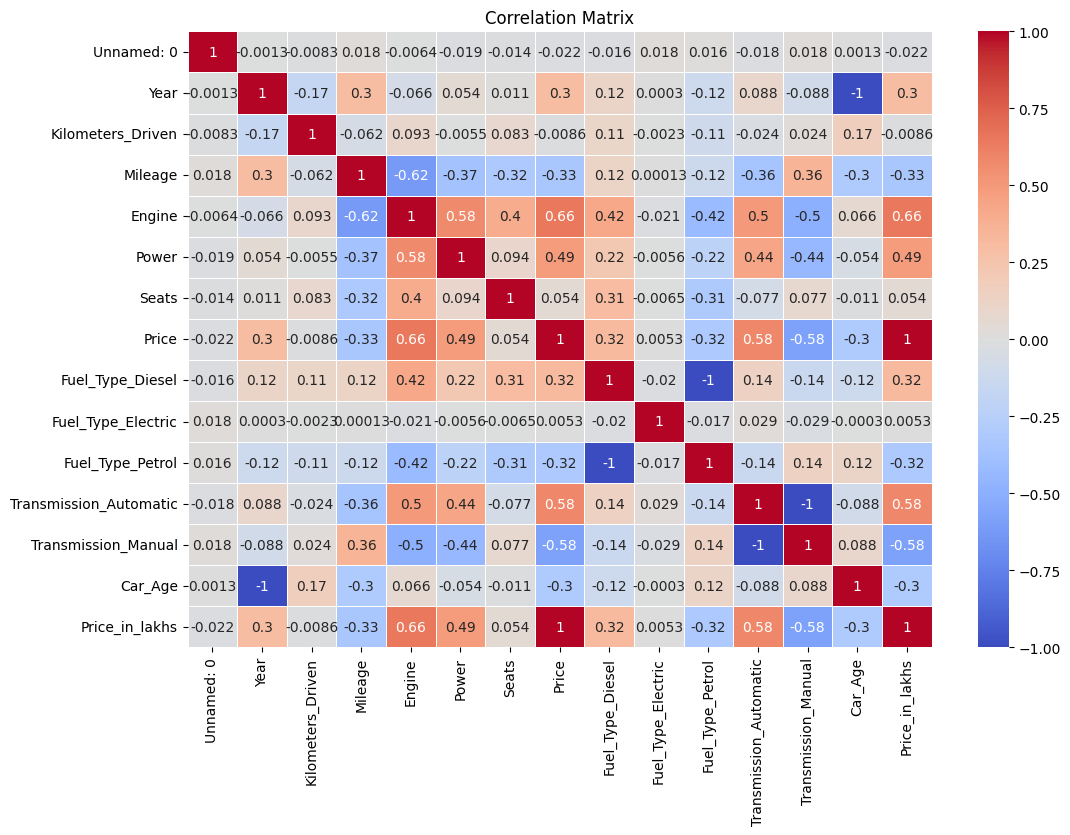 Correlation Matrix
Unnamed: 0 1 -0.0013 -0.0083 0.018 -0.0064 -0.019 -0.014 -0.022 -0.016 0.018 0.016 -0.018 0.018 0.0013 -0.022
Year -0.0013 1 -0.17 0.3 -0.066 0.054 0.011 0.3 0.12 0.0003 -0.12 0.088 -0.088 -1 0.3
Kilometers_Driven -0.0083 -0.17 1 -0.062 0.093 -0.0055 0.083 -0.0086 0.11 -0.0023 -0.11 -0.024 0.024 0.17 -0.0086
Mileage 0.018 0.3 -0.062 1 -0.62 -0.37 -0.32 -0.33 0.12 0.00013 -0.12 -0.36 0.36 -0.3 -0.33
Engine -0.0064 -0.066 0.093 -0.62 1 0.58 0.4 0.66 0.42 -0.021 -0.42 0.5 -0.5 0.066 0.66
Power -0.019 0.054 -0.0055 -0.37 0.58 1 0.094 0.49 0.22 -0.0056 -0.22 0.44 -0.44 -0.054 0.49
Seats -0.014 0.011 0.083 -0.32 0.4 0.094 1 0.054 0.31 -0.0065 -0.31 -0.077 0.077 -0.011 0.054
Price -0.022 0.3 -0.0086 -0.33 0.66 0.49 0.054 1 0.32 0.0053 -0.32 0.58 -0.58 -0.3 1
Fuel_Type_Diesel -0.016 0.12 0.11 0.12 0.42 0.22 0.31 0.32 1 -0.02 -1 0.14 -0.14 -0.12 0.32
Fuel_Type_Electric 0.018 0.0003 -0.0023 0.00013 -0.021 -0.0056 -0.0065 0.0053 -0.02 1 -0.017 0.029 -0.029 -0.0003 0.0053
Fuel_Type_Petrol 0.016 -0.12 -0.11 -0.12 -0.42 -0.22 -0.31 -0.32 -1 -0.017 1 -0.14 0.14 0.12 -0.32
Transmission_Automatic -0.018 0.088 -0.024 -0.36 0.5 0.44 -0.077 0.58 0.14 0.029 -0.14 1 -1 -0.088 0.58
Transmission_Manual 0.018 -0.088 0.024 0.36 -0.5 -0.44 0.077 -0.58 -0.14 -0.029 0.14 -1 1 0.088 -0.58
Car_Age 0.0013 -1 0.17 -0.3 0.066 -0.054 -0.011 -0.3 -0.12 -0.0003 0.12 -0.088 0.088 1 -0.3
Price_in_lakhs -0.022 0.3 -0.0086 -0.33 0.66 0.49 0.054 1 0.32 0.0053 -0.32 0.58 -0.58 -0.3 1
Unnamed: 0
Year
Kilometers_Driven
Mileage
Engine
Power
Seats
Price
Fuel_Type_Diesel
Fuel_Type_Electric
Fuel_Type_Petrol
Transmission_Automatic
Transmission_Manual
Car_Age
Price_in_lakhs
1.00
0.75
0.50
0.25
0.00
−0.25
−0.50
−0.75
−1.00